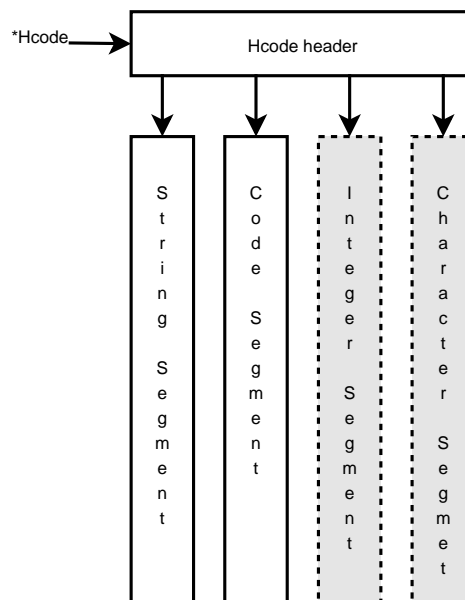 *Hcode
Hcode header
String Segment
Code Segment
Integer Segment
Character Segmet